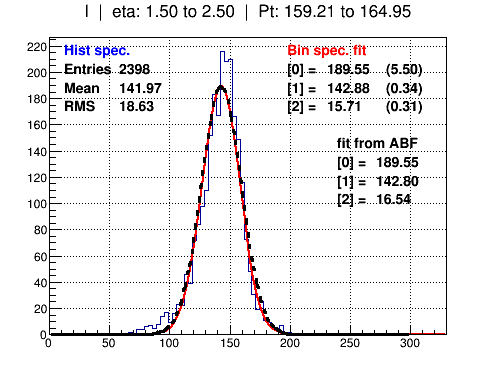 I | eta: 1.50 to 2.50 | Pt: 159.21 to 164.95
Hist spec.
Entries 2398
Mean 141.97
RMS 18.63
Bin spec. fit
[0] = 189.55 (5.50)
[1] = 142.88 (0.34)
[2] = 15.71 (0.31)
fit from ABF
[0] = 189.55
[1] = 142.80
[2] = 16.54
220
200
180
160
140
120
100
80
60
40
20
0
0 50 100 150 200 250 300